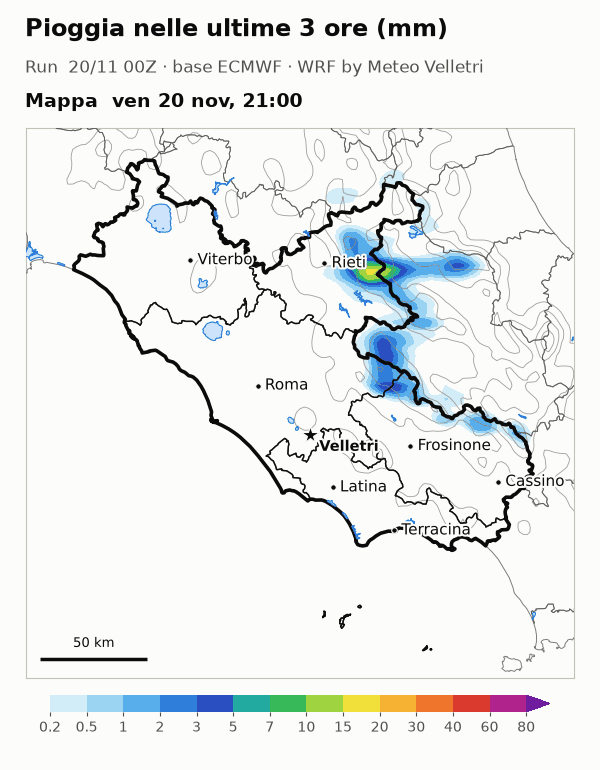 Pioggia nelle ultime 3 ore (mm)
Run  20/11 00Z · base ECMWF · WRF by Meteo Velletri
Mappa  ven 20 nov, 21:00
Viterbo
Rieti
Roma
Velletri
Frosinone
Latina
Cassino
Terracina
50 km
0.2 0.5 1 2 3 5 7 10 15 20 30 40 60 80